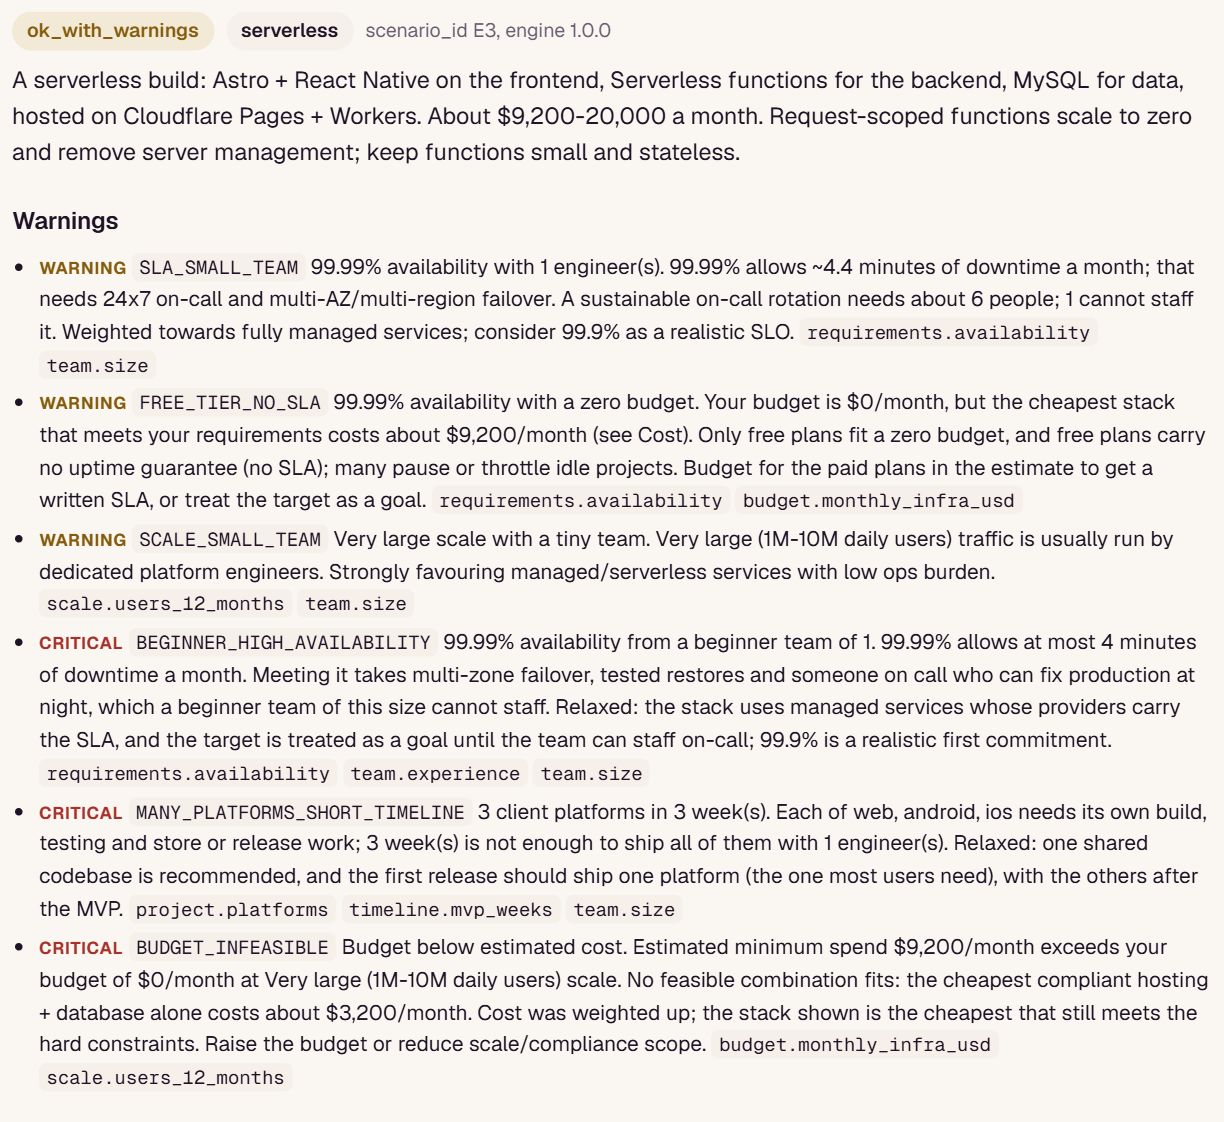 ok_with_warnings serverless scenario_id E3, engine 1.0.0
A serverless build: Astro + React Native on the frontend, Serverless functions for the backend, MySQL for data,
hosted on Cloudflare Pages + Workers. About $9,200-20,000 a month. Request-scoped functions scale to zero
and remove server management; keep functions small and stateless.
Warnings
• WARNING SLA_SMALL_TEAM 99.99% availability with 1 engineer(s). 99.99% allows ~4.4 minutes of downtime a month; that
needs 24x7 on-call and multi-AZ/multi-region failover. A sustainable on-call rotation needs about 6 people; 1 cannot staff
it. Weighted towards fully managed services; consider 99.9% as a realistic SLO. requirements.availability
team.size
• WARNING FREE_TIER_NO_SLA 99.99% availability with a zero budget. Your budget is $0/month, but the cheapest stack
that meets your requirements costs about $9,200/month (see Cost). Only free plans fit a zero budget, and free plans carry
no uptime guarantee (no SLA); many pause or throttle idle projects. Budget for the paid plans in the estimate to get a
written SLA, or treat the target as a goal. requirements.availability budget.monthly_infra_usd
• WARNING SCALE_SMALL_TEAM Very large scale with a tiny team. Very large (1M-10M daily users) traffic is usually run by
dedicated platform engineers. Strongly favouring managed/serverless services with low ops burden.
scale.users_12_months team.size
• CRITICAL BEGINNER_HIGH_AVAILABILITY 99.99% availability from a beginner team of 1. 99.99% allows at most 4 minutes
of downtime a month. Meeting it takes multi-zone failover, tested restores and someone on call who can fix production at
night, which a beginner team of this size cannot staff. Relaxed: the stack uses managed services whose providers carry
the SLA, and the target is treated as a goal until the team can staff on-call; 99.9% is a realistic first commitment.
requirements.availability team.experience team.size
• CRITICAL MANY_PLATFORMS_SHORT_TIMELINE 3 client platforms in 3 week(s). Each of web, android, ios needs its own build,
testing and store or release work; 3 week(s) is not enough to ship all of them with 1 engineer(s). Relaxed: one shared
codebase is recommended, and the first release should ship one platform (the one most users need), with the others after
the MVP. project.platforms timeline.mvp_weeks team.size
• CRITICAL BUDGET_INFEASIBLE Budget below estimated cost. Estimated minimum spend $9,200/month exceeds your
budget of $0/month at Very large (1M-10M daily users) scale. No feasible combination fits: the cheapest compliant hosting
+ database alone costs about $3,200/month. Cost was weighted up; the stack shown is the cheapest that still meets the
hard constraints. Raise the budget or reduce scale/compliance scope. budget.monthly_infra_usd
scale.users_12_months